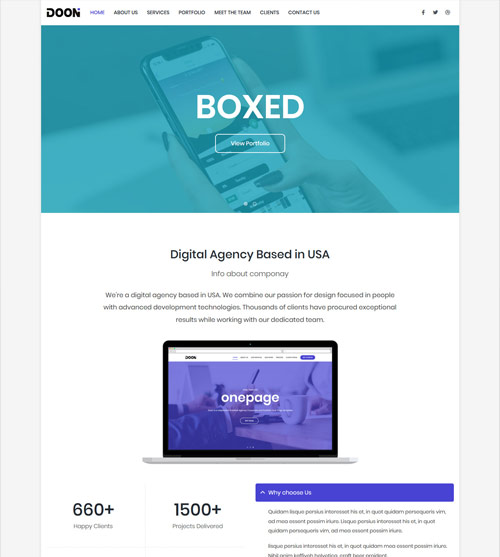 DOON HOME ABOUT US SERVICES PORTFOLIO MEET THE TEAM CLIENTS CONTACT US
BOXED
View Portfolio
Digital Agency Based in USA
Info about componay
We're a digital agency based in USA. We combine our passion for design focused in people
with advanced development technologies. Thousands of clients have procured exceptional
results while working with our dedicated team.
DOON
onepage
660+
Happy Clients
1500+
Projects Delivered
Why choose Us
Quidam lisque persius interesset his et, in quot quidam persequeris vim,
ad mea essent possim iriure. Lisque persius interesset his et, in quot
quidam persequeris vim, ad mea essent possim iriure.
lisque persius interesset his et, in quot quidam mea essent possim iriure.